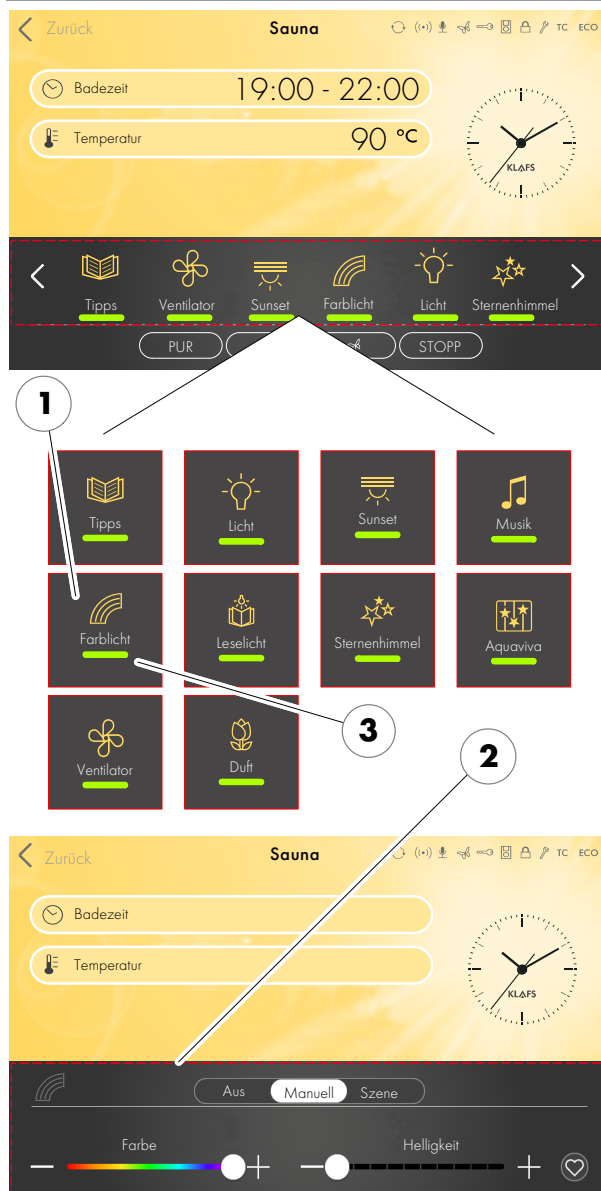 Zurück Sauna TC ECO
Badezeit 19:00 - 22:00
Temperatur 90 °C
KLAFS
Tipps Ventilator Sunset Farblicht Licht Sternenhimmel
PUR STOPP
1
Tipps Licht Sunset Musik
Farblicht Leselicht Sternenhimmel Aquaviva
3
2
Ventilator Duft
Zurück Sauna TC ECO
Badezeit
Temperatur
KLAFS
Aus Manuell Szene
Farbe Helligkeit